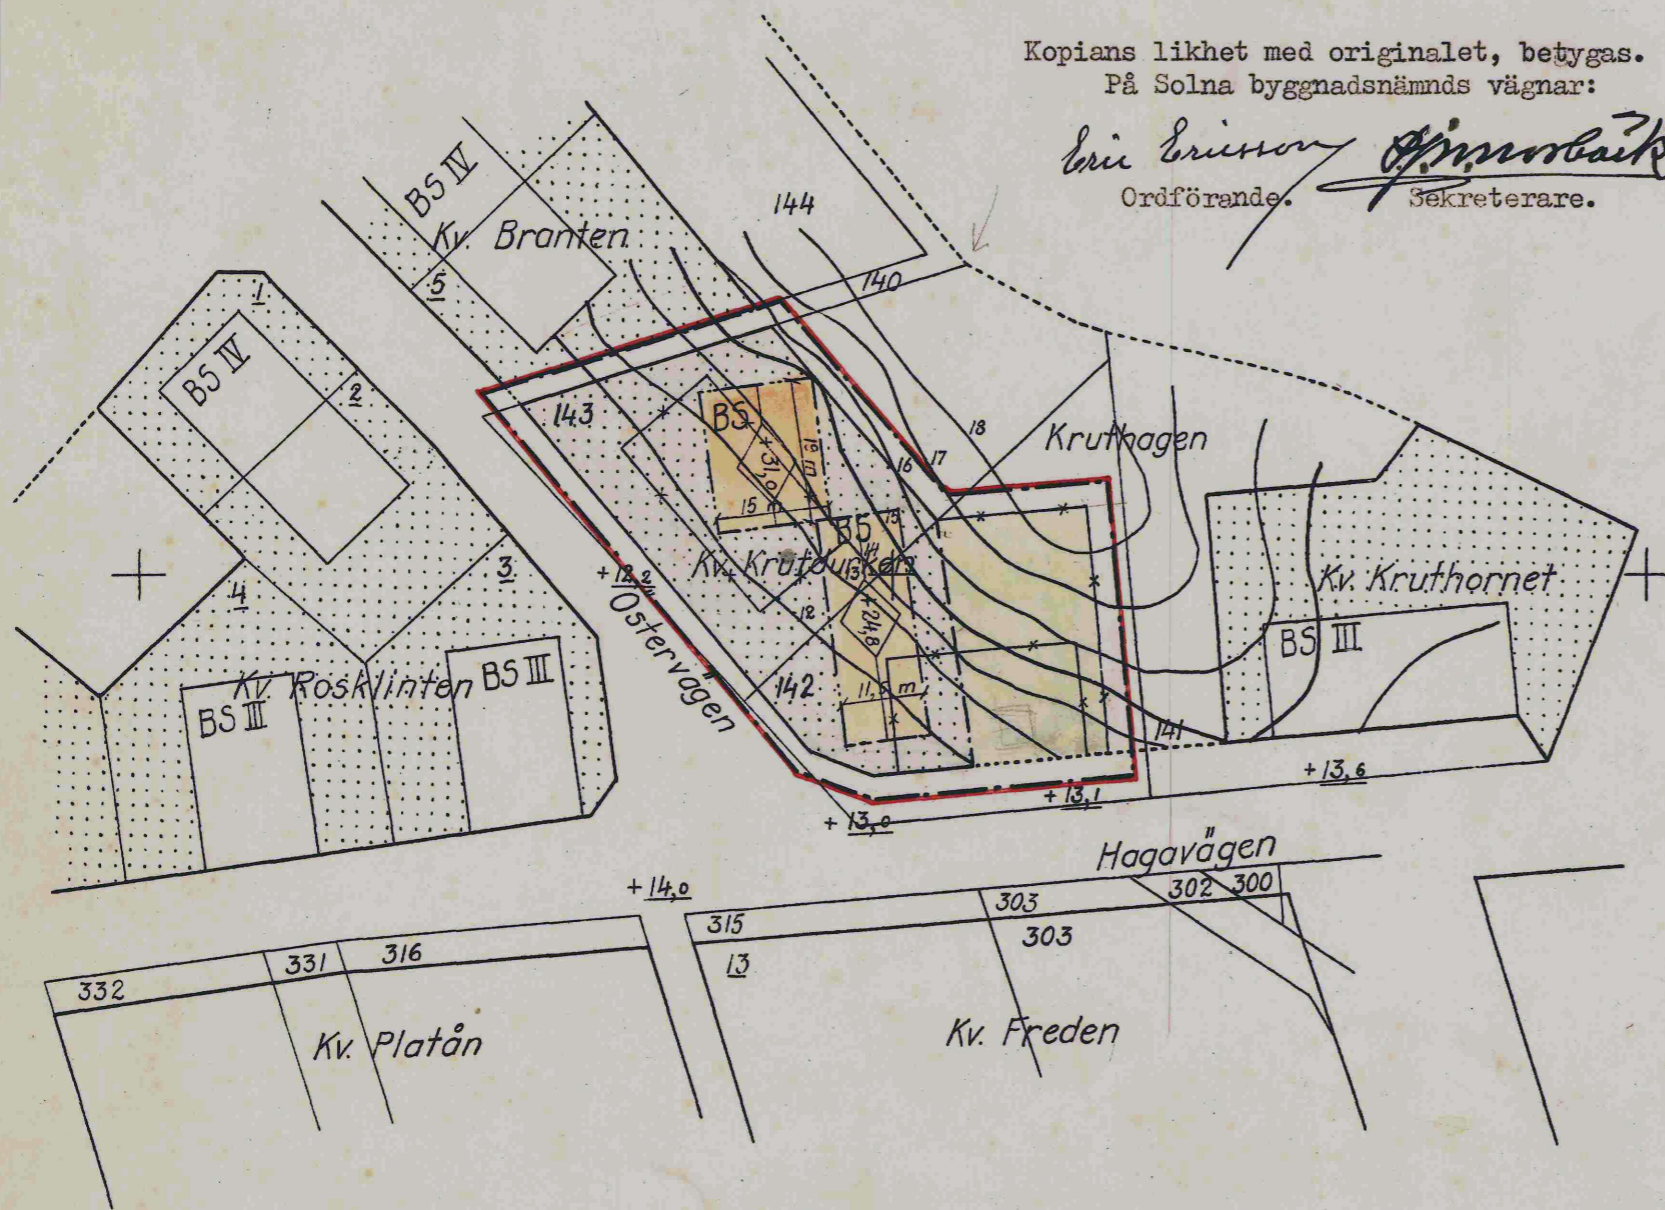 Kopians likhet med originalet, betygas.
På Solna byggnadsnämnds vägnar:
Eric Ericsson
Ordförande.
Sekreterare.
144
BS IV
Kv. Branten
5
140
1
BS IV
2
143
BS
+31,0
19 m
15 m
18
17
16
15
14
13
12
Kruthagen
BS
Kv. Krutdunken
+24,8
+12,2
Östervägen
3
4
Kv. Kruthornet
BS III
Kv. Rosklinten
BS III
BS III
142
11,5 m
141
+13,6
+13,1
+13,0
Hagavägen
+14,0
302
300
303
315
303
13
316
331
332
Kv. Platån
Kv. Freden